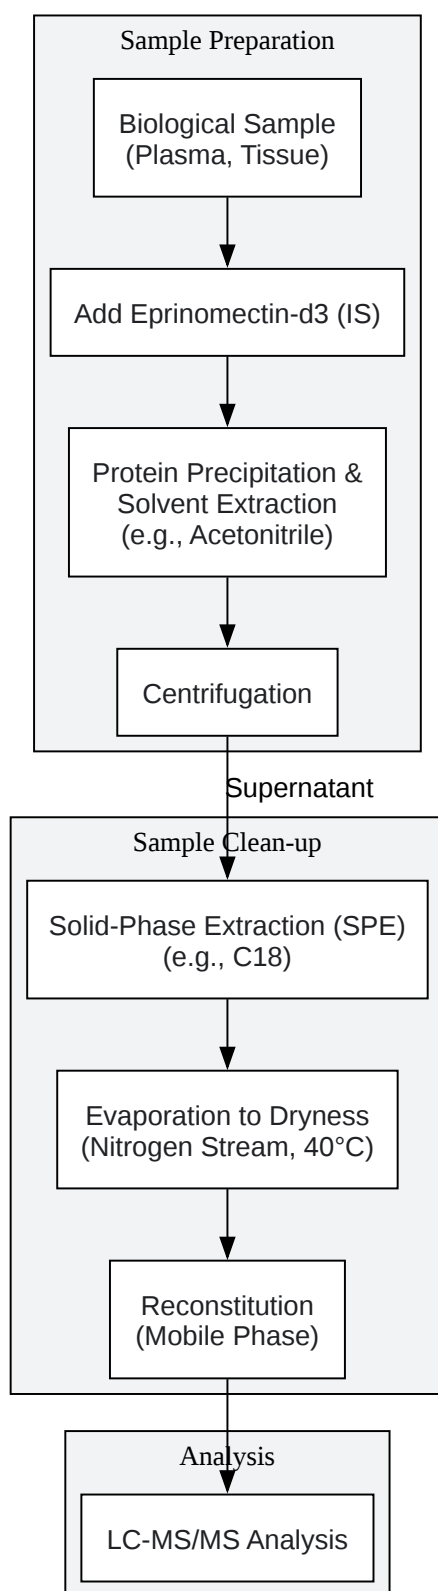 Sample Preparation
Biological Sample
(Plasma, Tissue)
Add Eprinomectin-d3 (IS)
Protein Precipitation &
Solvent Extraction
(e.g., Acetonitrile)
Centrifugation
Supernatant
Sample Clean-up
Solid-Phase Extraction (SPE)
(e.g., C18)
Evaporation to Dryness
(Nitrogen Stream, 40°C)
Reconstitution
(Mobile Phase)
Analysis
LC-MS/MS Analysis